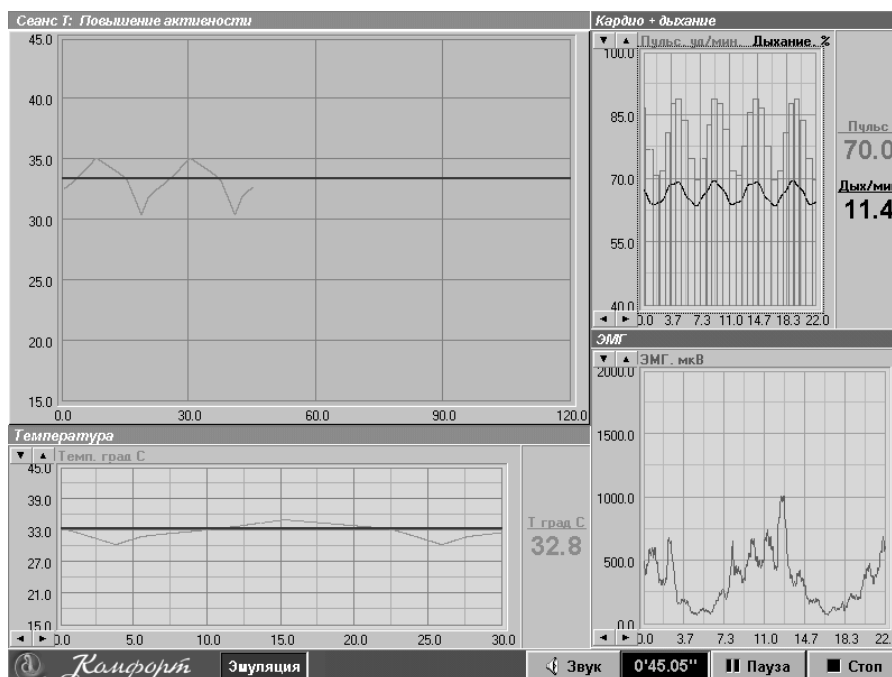 Сеанс Т: Повышение активности
45.0
40.0
35.0
30.0
25.0
20.0
15.0
0.0 30.0 60.0 90.0 120.0
Температура
Темп. град С
45.0
39.0
33.0
27.0
21.0
15.0
0.0 5.0 10.0 15.0 20.0 25.0 30.0
Т град С
32.8
Кардио + дыхание
Пульс. уд/мин. Дыхание. %
100.0
85.0
70.0
55.0
40.0
0.0 3.7 7.3 11.0 14.7 18.3 22.0
Пульс
70.0
Дых/мин
11.4
ЭМГ
ЭМГ. мкВ
2000.0
1500.0
1000.0
500.0
0.0
0.0 3.7 7.3 11.0 14.7 18.3 22.
Комфорт Эмуляция Звук 0'45.05'' Пауза Стоп